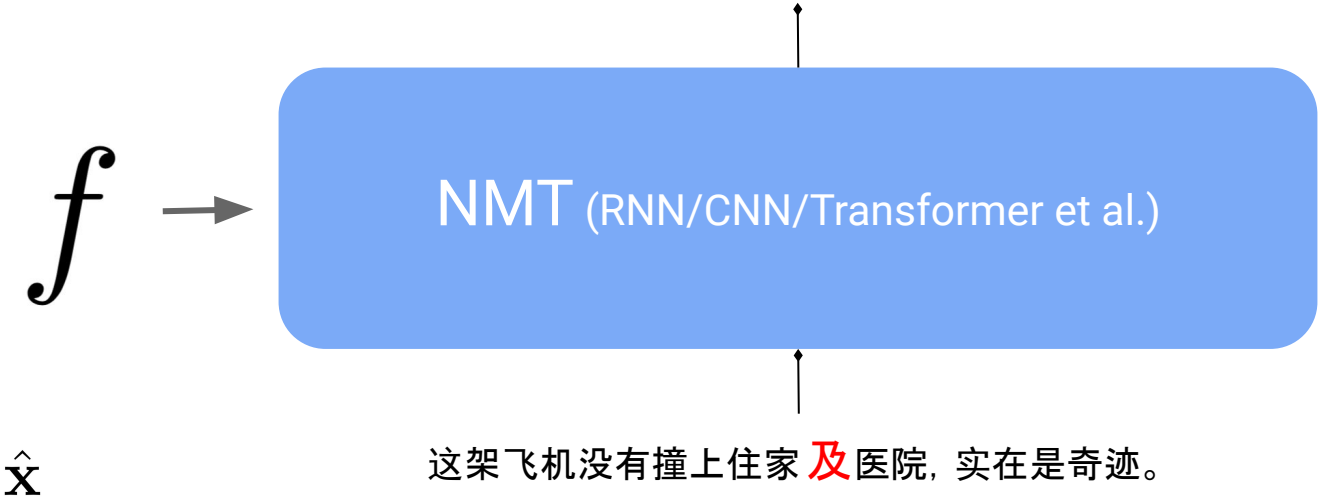 f
NMT (RNN/CNN/Transformer et al.)
x̂ 这架飞机没有撞上住家及医院, 实在是奇迹。